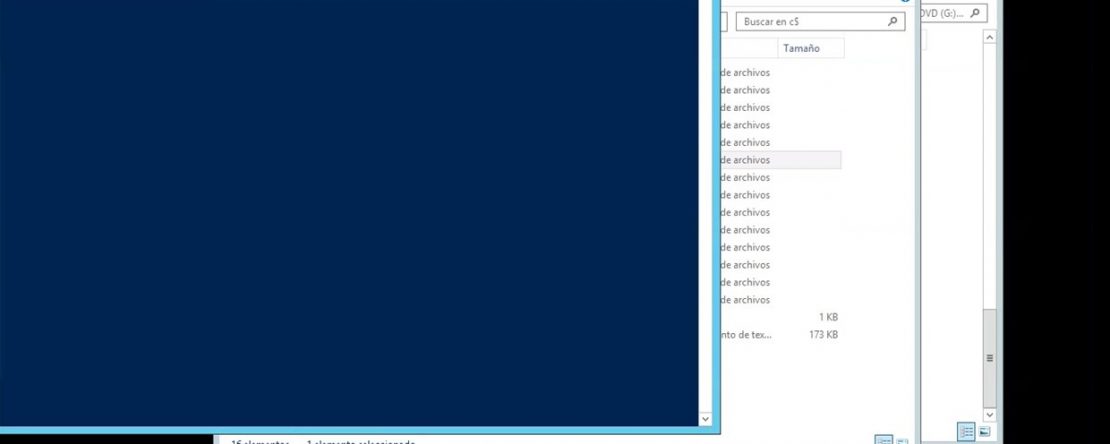 DVD (G:)...
Buscar en c$
Tamaño
de archivos
de archivos
de archivos
de archivos
de archivos
de archivos
de archivos
de archivos
de archivos
de archivos
de archivos
de archivos
de archivos
de archivos
1 KB
nto de tex... 173 KB
16 elementos 1 elemento seleccionado